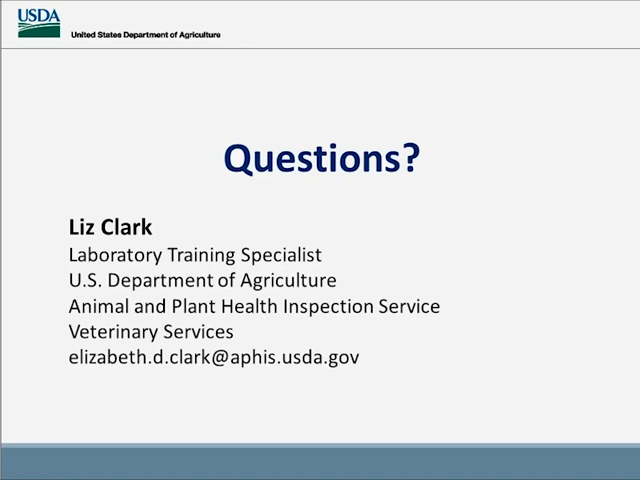 USDA
United States Department of Agriculture
Questions?
Liz Clark
Laboratory Training Specialist
U.S. Department of Agriculture
Animal and Plant Health Inspection Service
Veterinary Services
elizabeth.d.clark@aphis.usda.gov